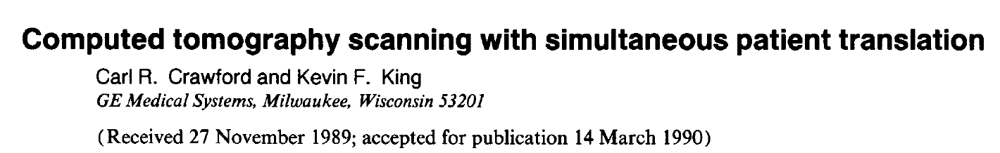 Computed tomography scanning with simultaneous patient translation
Carl R. Crawford and Kevin F. King
GE Medical Systems, Milwaukee, Wisconsin 53201
(Received 27 November 1989; accepted for publication 14 March 1990)